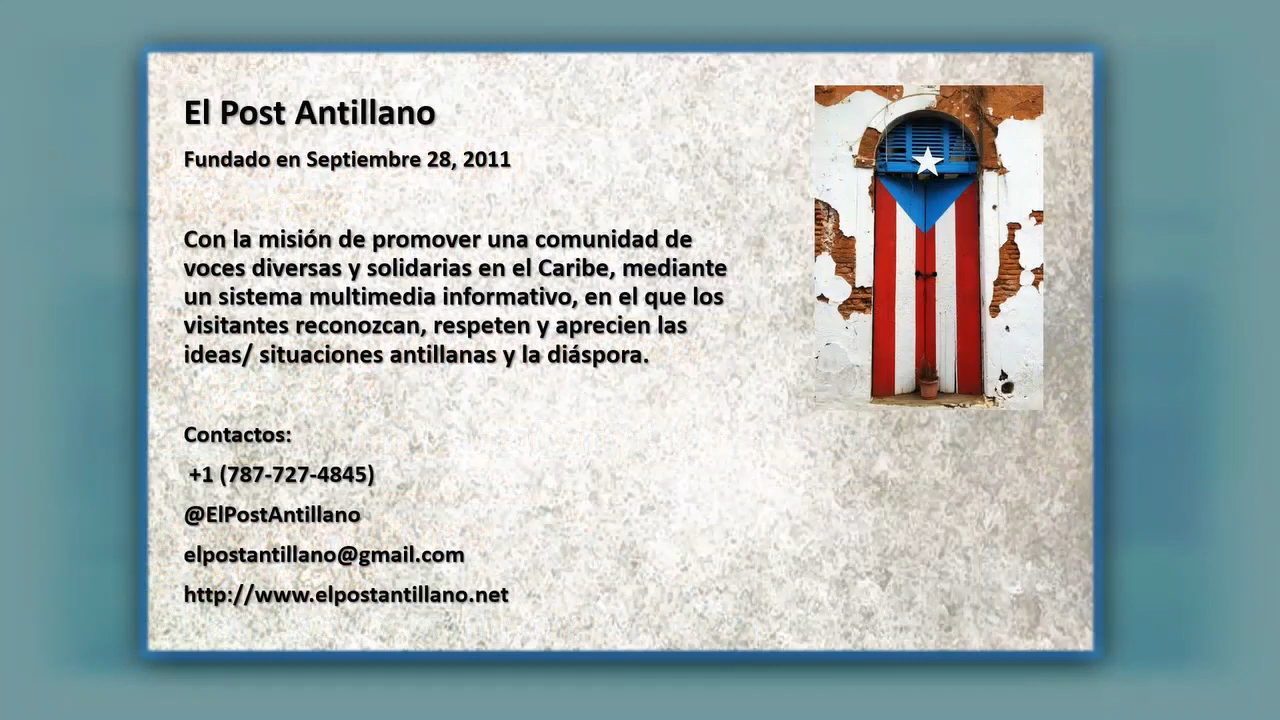 El Post Antillano
Fundado en Septiembre 28, 2011
Con la misión de promover una comunidad de
voces diversas y solidarias en el Caribe, mediante
un sistema multimedia informativo, en el que los
visitantes reconozcan, respeten y aprecien las
ideas/ situaciones antillanas y la diáspora.
Contactos:
+1 (787-727-4845)
@ElPostAntillano
elpostantillano@gmail.com
http://www.elpostantillano.net